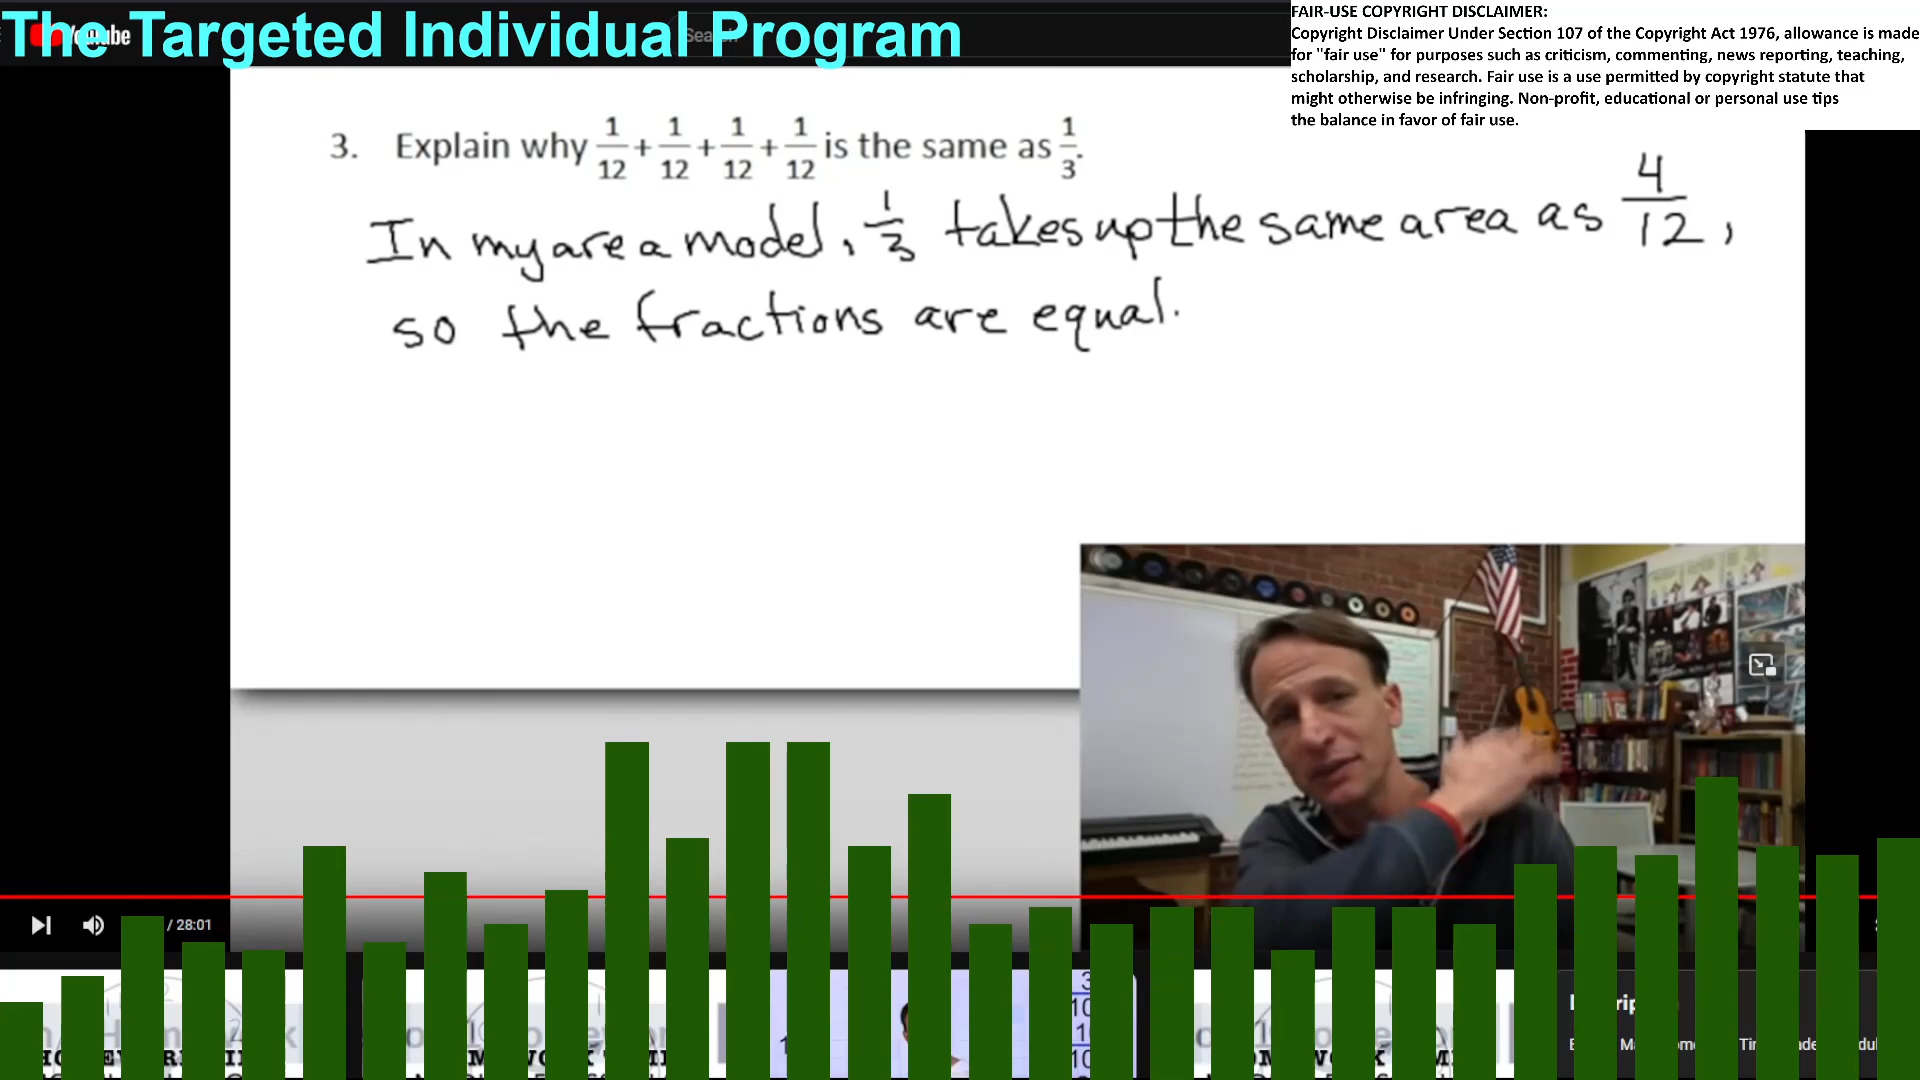 The Targeted Individual Program
FAIR-USE COPYRIGHT DISCLAIMER:
Copyright Disclaimer Under Section 107 of the Copyright Act 1976, allowance is made
for "fair use" for purposes such as criticism, commenting, news reporting, teaching,
scholarship, and research. Fair use is a use permitted by copyright statute that
might otherwise be infringing. Non-profit, educational or personal use tips
the balance in favor of fair use.
3. Explain why 1/12 + 1/12 + 1/12 + 1/12 is the same as 1/3.
In my area model, 1/3 takes up the same area as 4/12,
so the fractions are equal.
/ 28:01